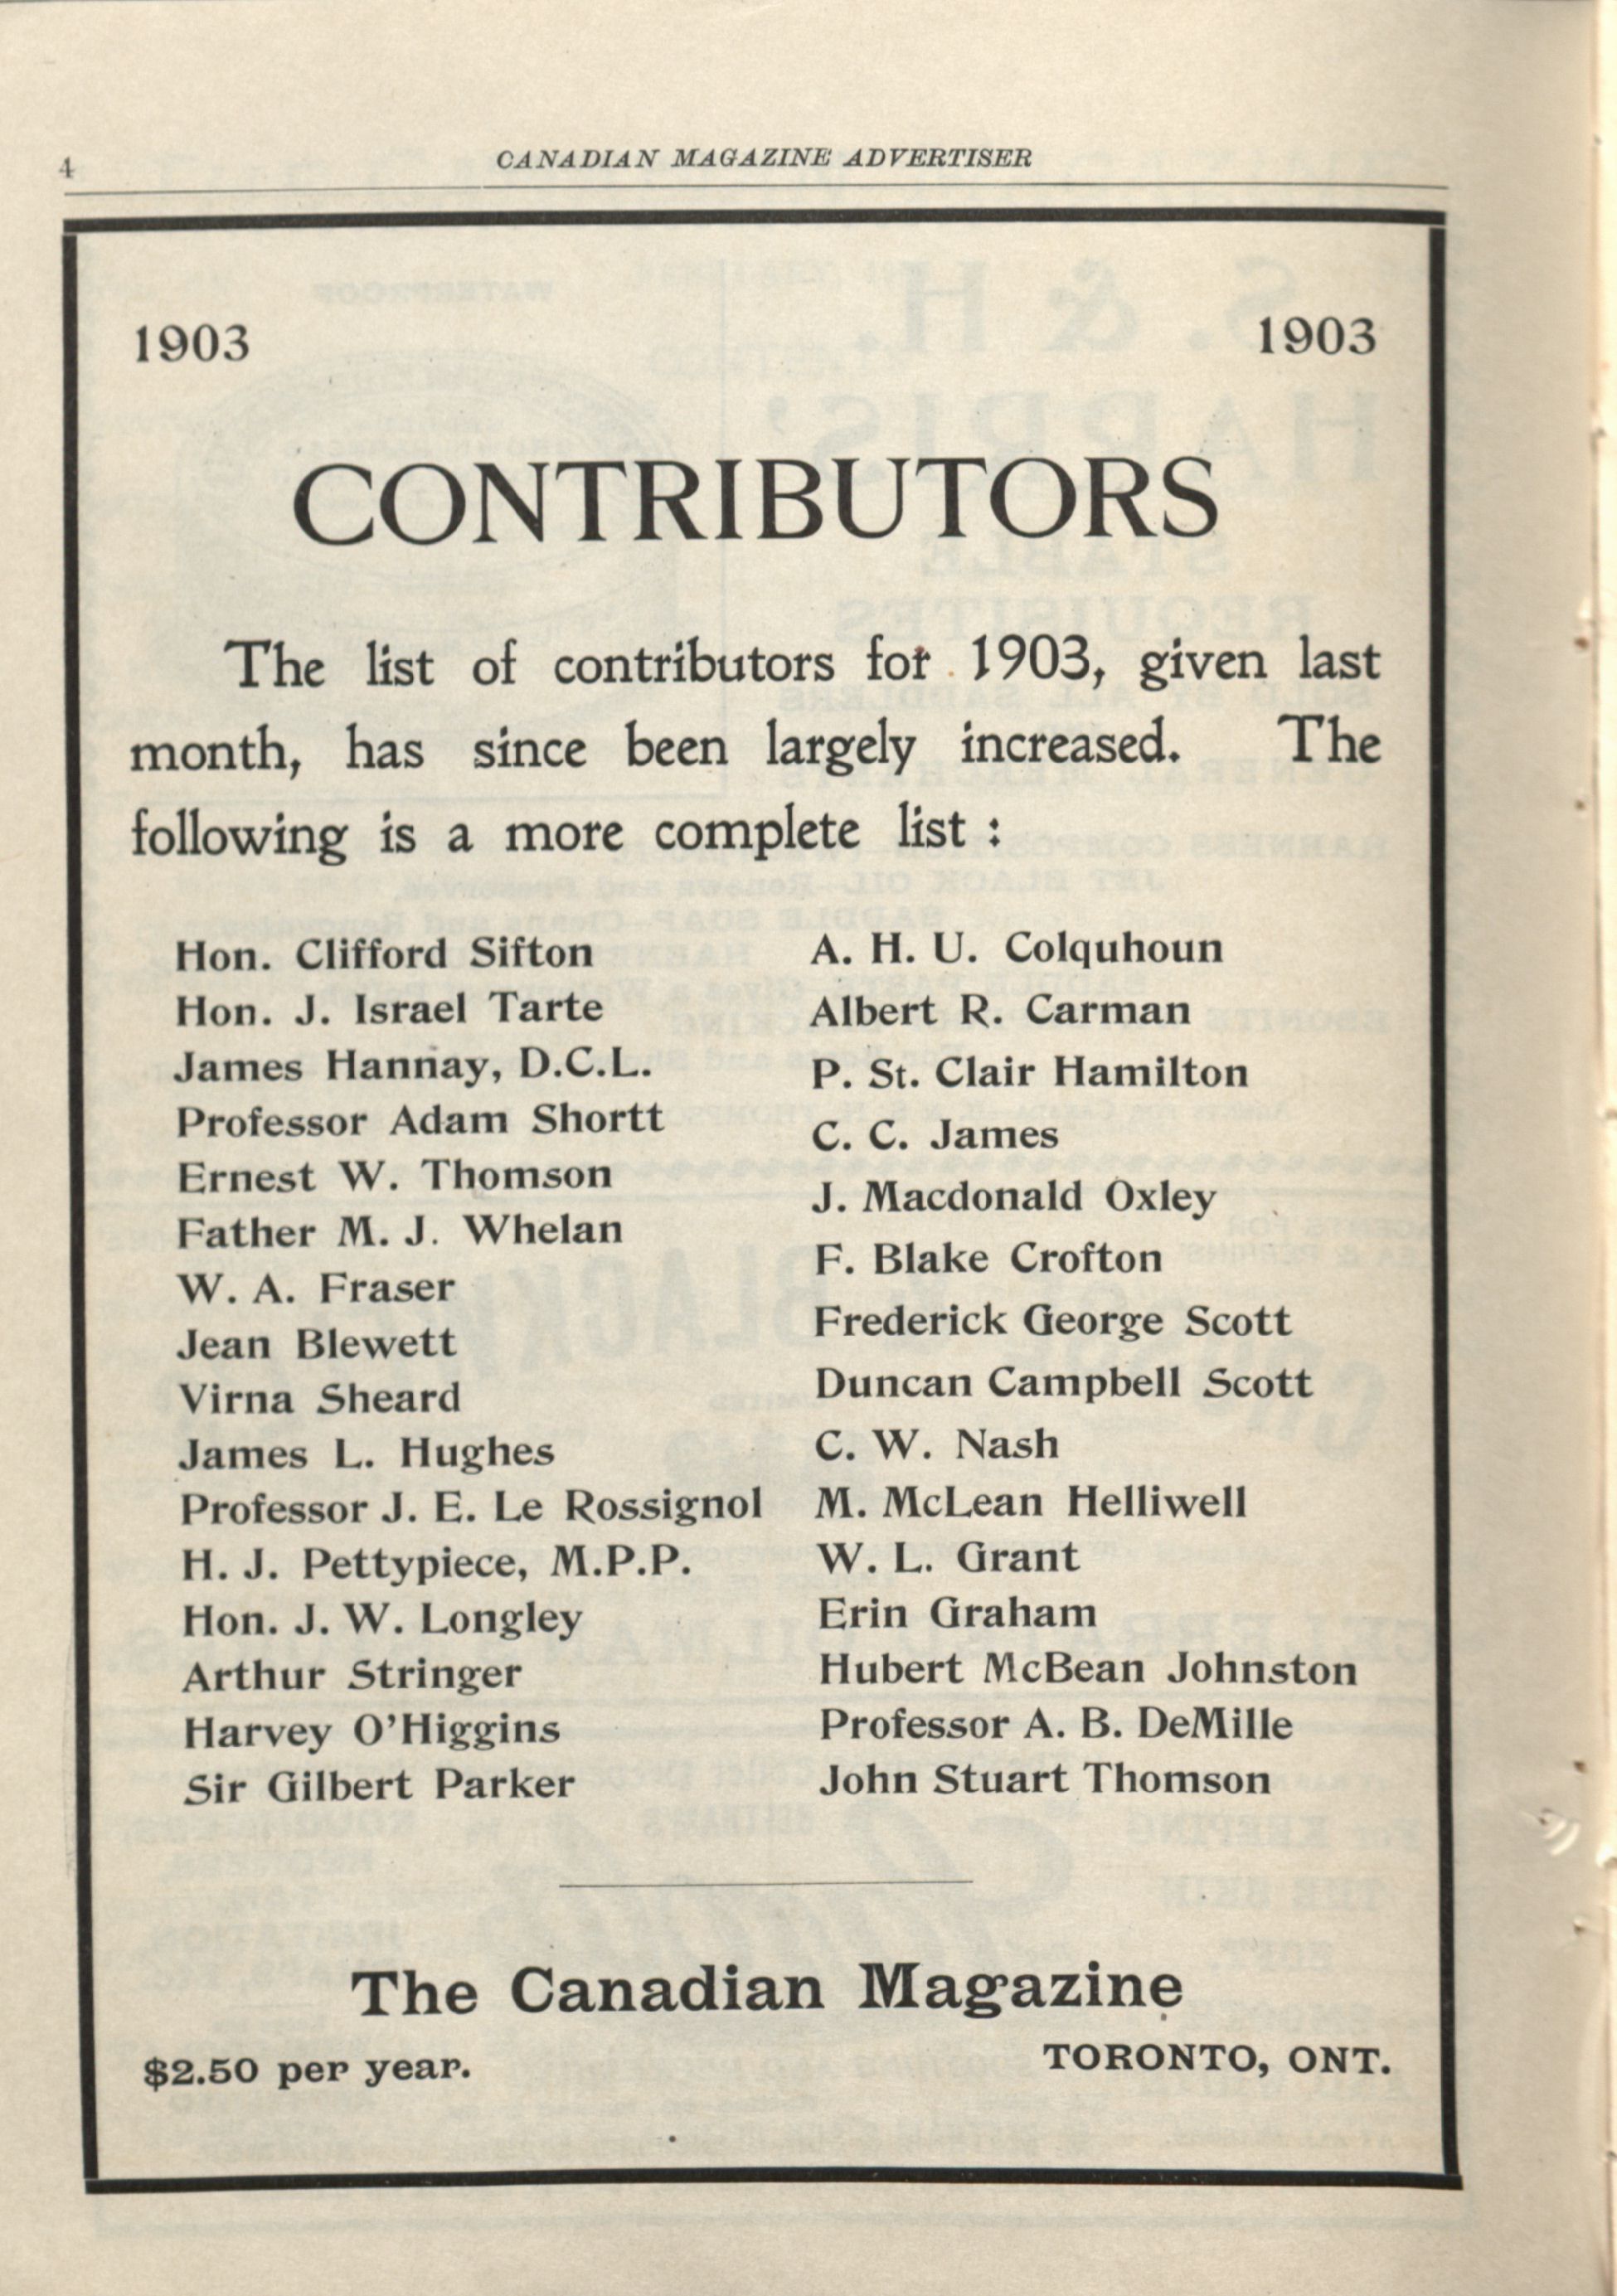 4
CANADIAN MAGAZINE ADVERTISER
1903
1903
CONTRIBUTORS
The list of contributors for 1903, given last
month, has since been largely increased. The
following is a more complete list :
Hon. Clifford Sifton
Hon. J. Israel Tarte
James Hannay, D.C.L.
Professor Adam Shortt
Ernest W. Thomson
Father M. J. Whelan
W. A. Fraser
Jean Blewett
Virna Sheard
James L. Hughes
Professor J. E. Le Rossignol
H. J. Pettypiece, M.P.P.
Hon. J. W. Longley
Arthur Stringer
Harvey O'Higgins
Sir Gilbert Parker
A. H. U. Colquhoun
Albert R. Carman
P. St. Clair Hamilton
C. C. James
J. Macdonald Oxley
F. Blake Crofton
Frederick George Scott
Duncan Campbell Scott
C. W. Nash
M. McLean Helliwell
W. L. Grant
Erin Graham
Hubert McBean Johnston
Professor A. B. DeMille
John Stuart Thomson
The Canadian Magazine
$2.50 per year.
TORONTO, ONT.